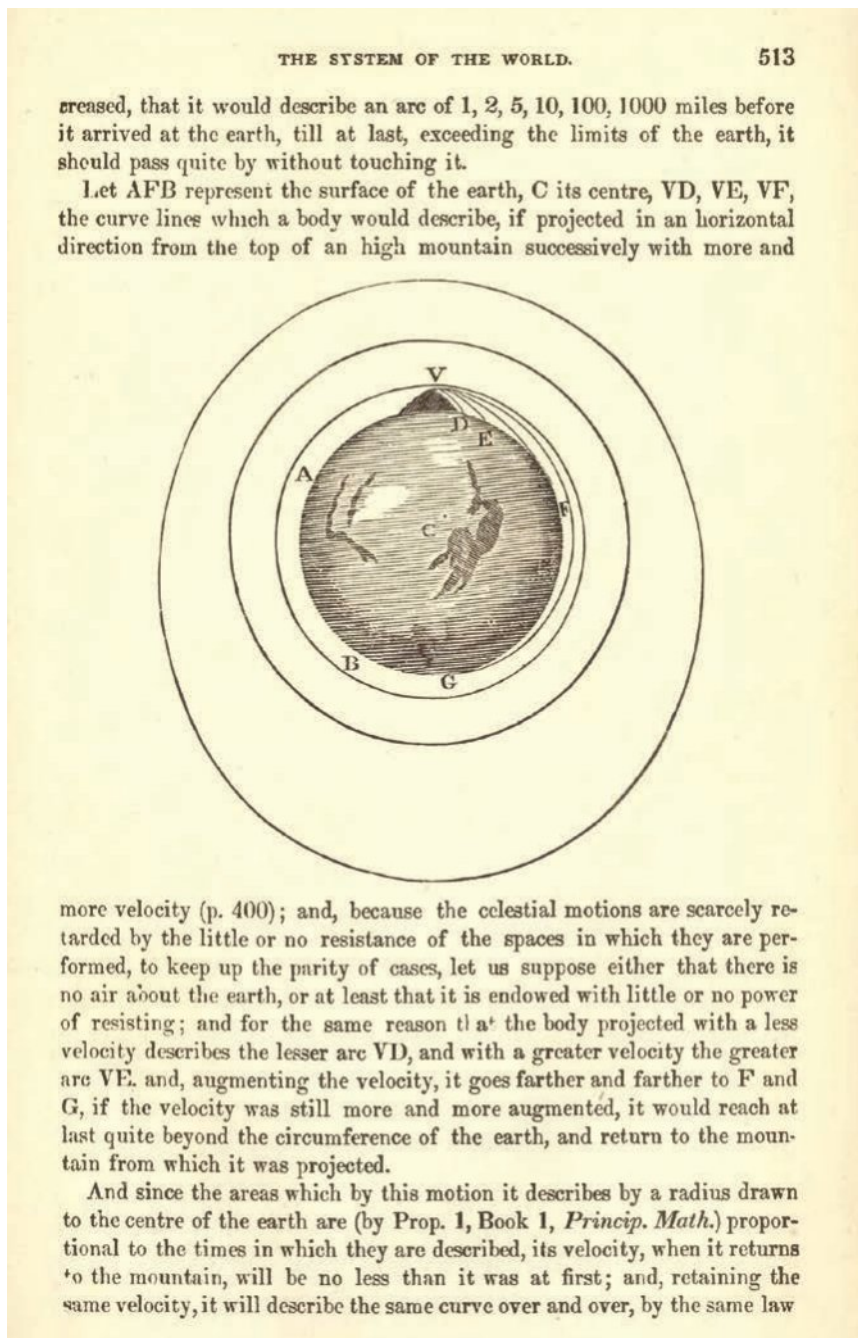 THE SYSTEM OF THE WORLD. 513
creased, that it would describe an arc of 1, 2, 5, 10, 100, 1000 miles before
it arrived at the earth, till at last, exceeding the limits of the earth, it
should pass quite by without touching it.
Let AFB represent the surface of the earth, C its centre, VD, VE, VF,
the curve lines which a body would describe, if projected in an horizontal
direction from the top of an high mountain successively with more and
V
D
E
A
F
C
B
G
more velocity (p. 400); and, because the celestial motions are scarcely re-
tarded by the little or no resistance of the spaces in which they are per-
formed, to keep up the parity of cases, let us suppose either that there is
no air about the earth, or at least that it is endowed with little or no power
of resisting; and for the same reason that the body projected with a less
velocity describes the lesser arc VD, and with a greater velocity the greater
arc VE. and, augmenting the velocity, it goes farther and farther to F and
G, if the velocity was still more and more augmented, it would reach at
last quite beyond the circumference of the earth, and return to the moun-
tain from which it was projected.
And since the areas which by this motion it describes by a radius drawn
to the centre of the earth are (by Prop. 1, Book 1, Princip. Math.) propor-
tional to the times in which they are described, its velocity, when it returns
to the mountain, will be no less than it was at first; and, retaining the
same velocity, it will describe the same curve over and over, by the same law